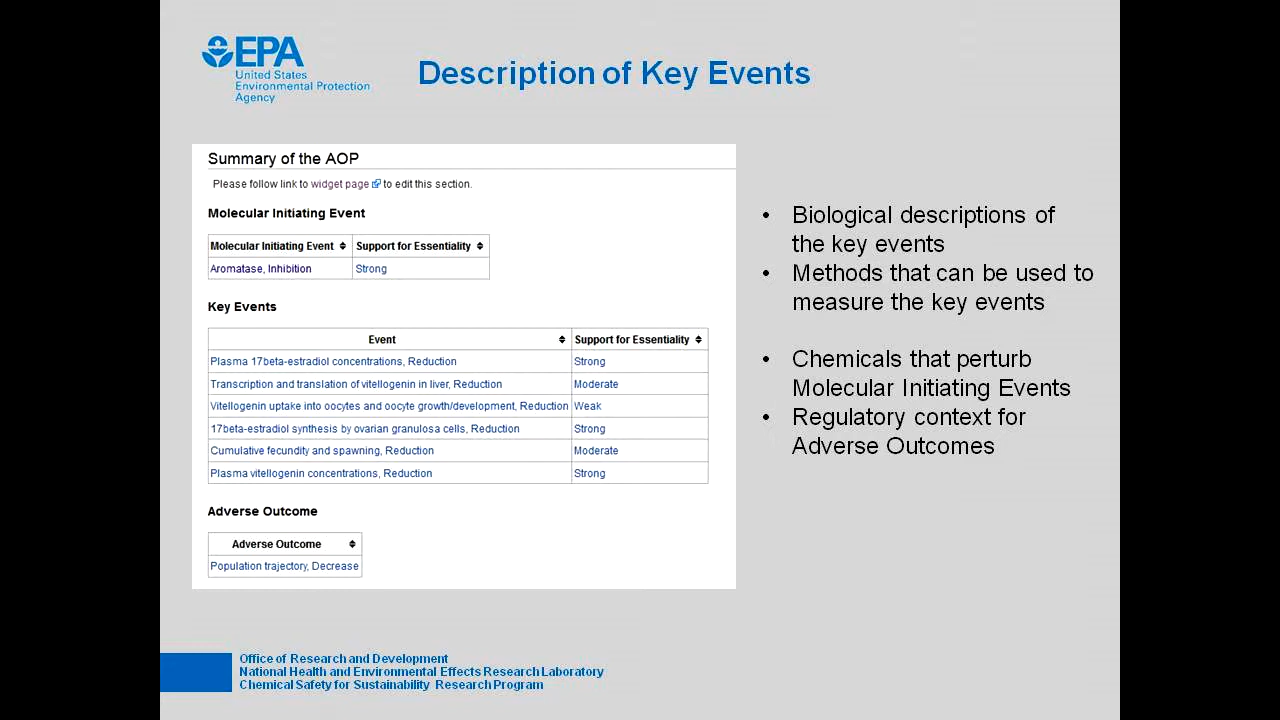 EPA
United States
Environmental Protection
Agency
Description of Key Events
Summary of the AOP
Please follow link to widget page to edit this section.
Molecular Initiating Event
Molecular Initiating Event Support for Essentiality
Aromatase, Inhibition Strong
Key Events
Event Support for Essentiality
Plasma 17beta-estradiol concentrations, Reduction Strong
Transcription and translation of vitellogenin in liver, Reduction Moderate
Vitellogenin uptake into oocytes and oocyte growth/development, Reduction Weak
17beta-estradiol synthesis by ovarian granulosa cells, Reduction Strong
Cumulative fecundity and spawning, Reduction Moderate
Plasma vitellogenin concentrations, Reduction Strong
Adverse Outcome
Adverse Outcome
Population trajectory, Decrease
• Biological descriptions of
the key events
• Methods that can be used to
measure the key events
• Chemicals that perturb
Molecular Initiating Events
• Regulatory context for
Adverse Outcomes
Office of Research and Development
National Health and Environmental Effects Research Laboratory
Chemical Safety for Sustainability Research Program